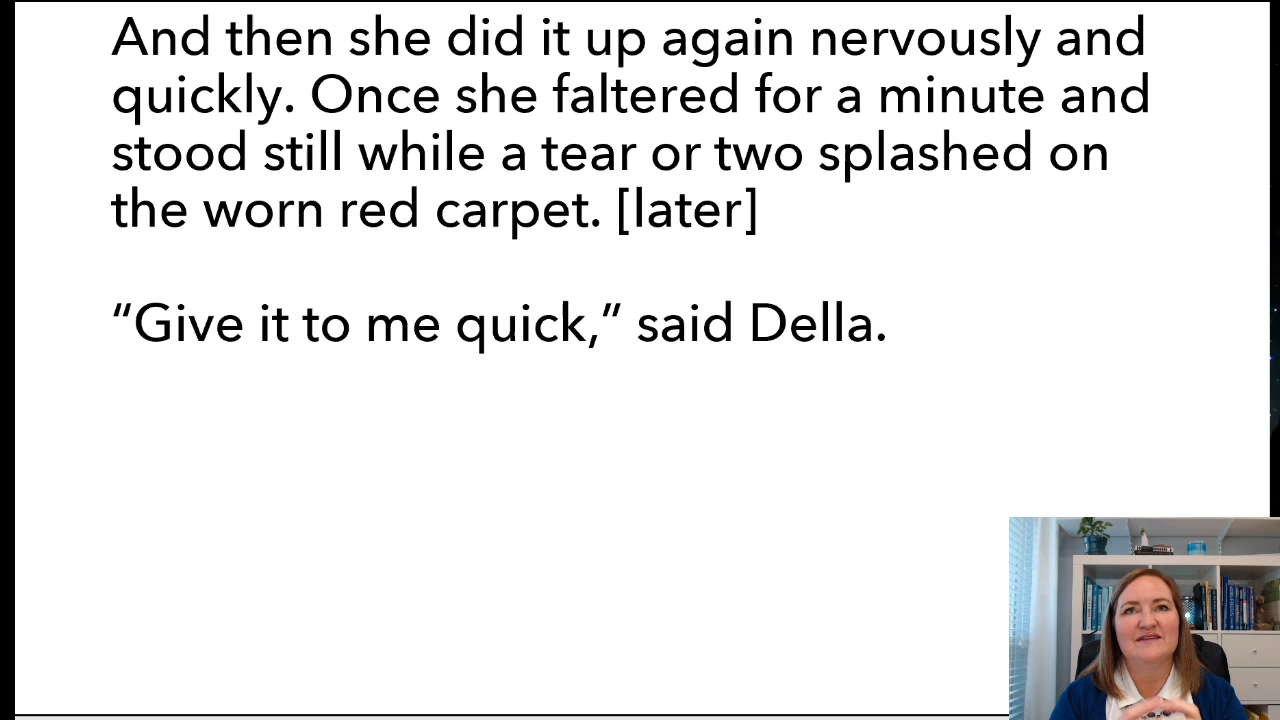 And then she did it up again nervously and
quickly. Once she faltered for a minute and
stood still while a tear or two splashed on
the worn red carpet. [later]
“Give it to me quick,” said Della.